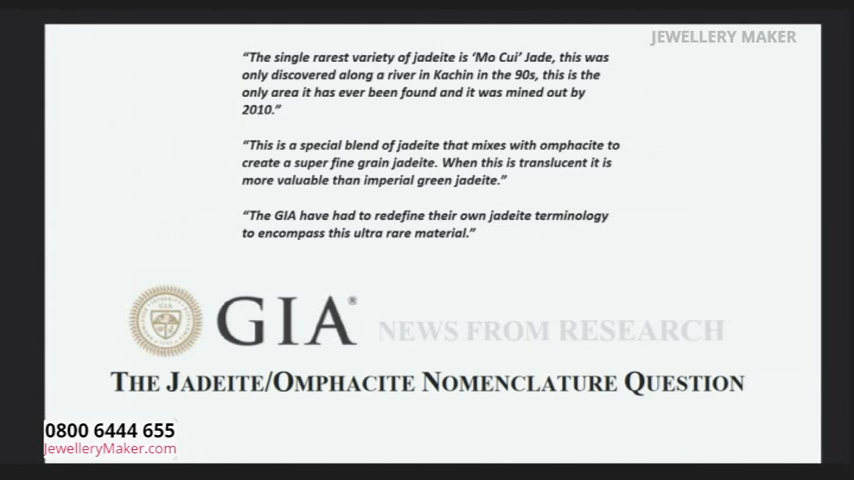 JEWELLERY MAKER
“The single rarest variety of jadeite is ‘Mo Cui’ Jade, this was
only discovered along a river in Kachin in the 90s, this is the
only area it has ever been found and it was mined out by
2010.”
“This is a special blend of jadeite that mixes with omphacite to
create a super fine grain jadeite. When this is translucent it is
more valuable than imperial green jadeite.”
“The GIA have had to redefine their own jadeite terminology
to encompass this ultra rare material.”
GIA®
NEWS FROM RESEARCH
THE JADEITE/OMPHACITE NOMENCLATURE QUESTION
0800 6444 655
JewelleryMaker.com